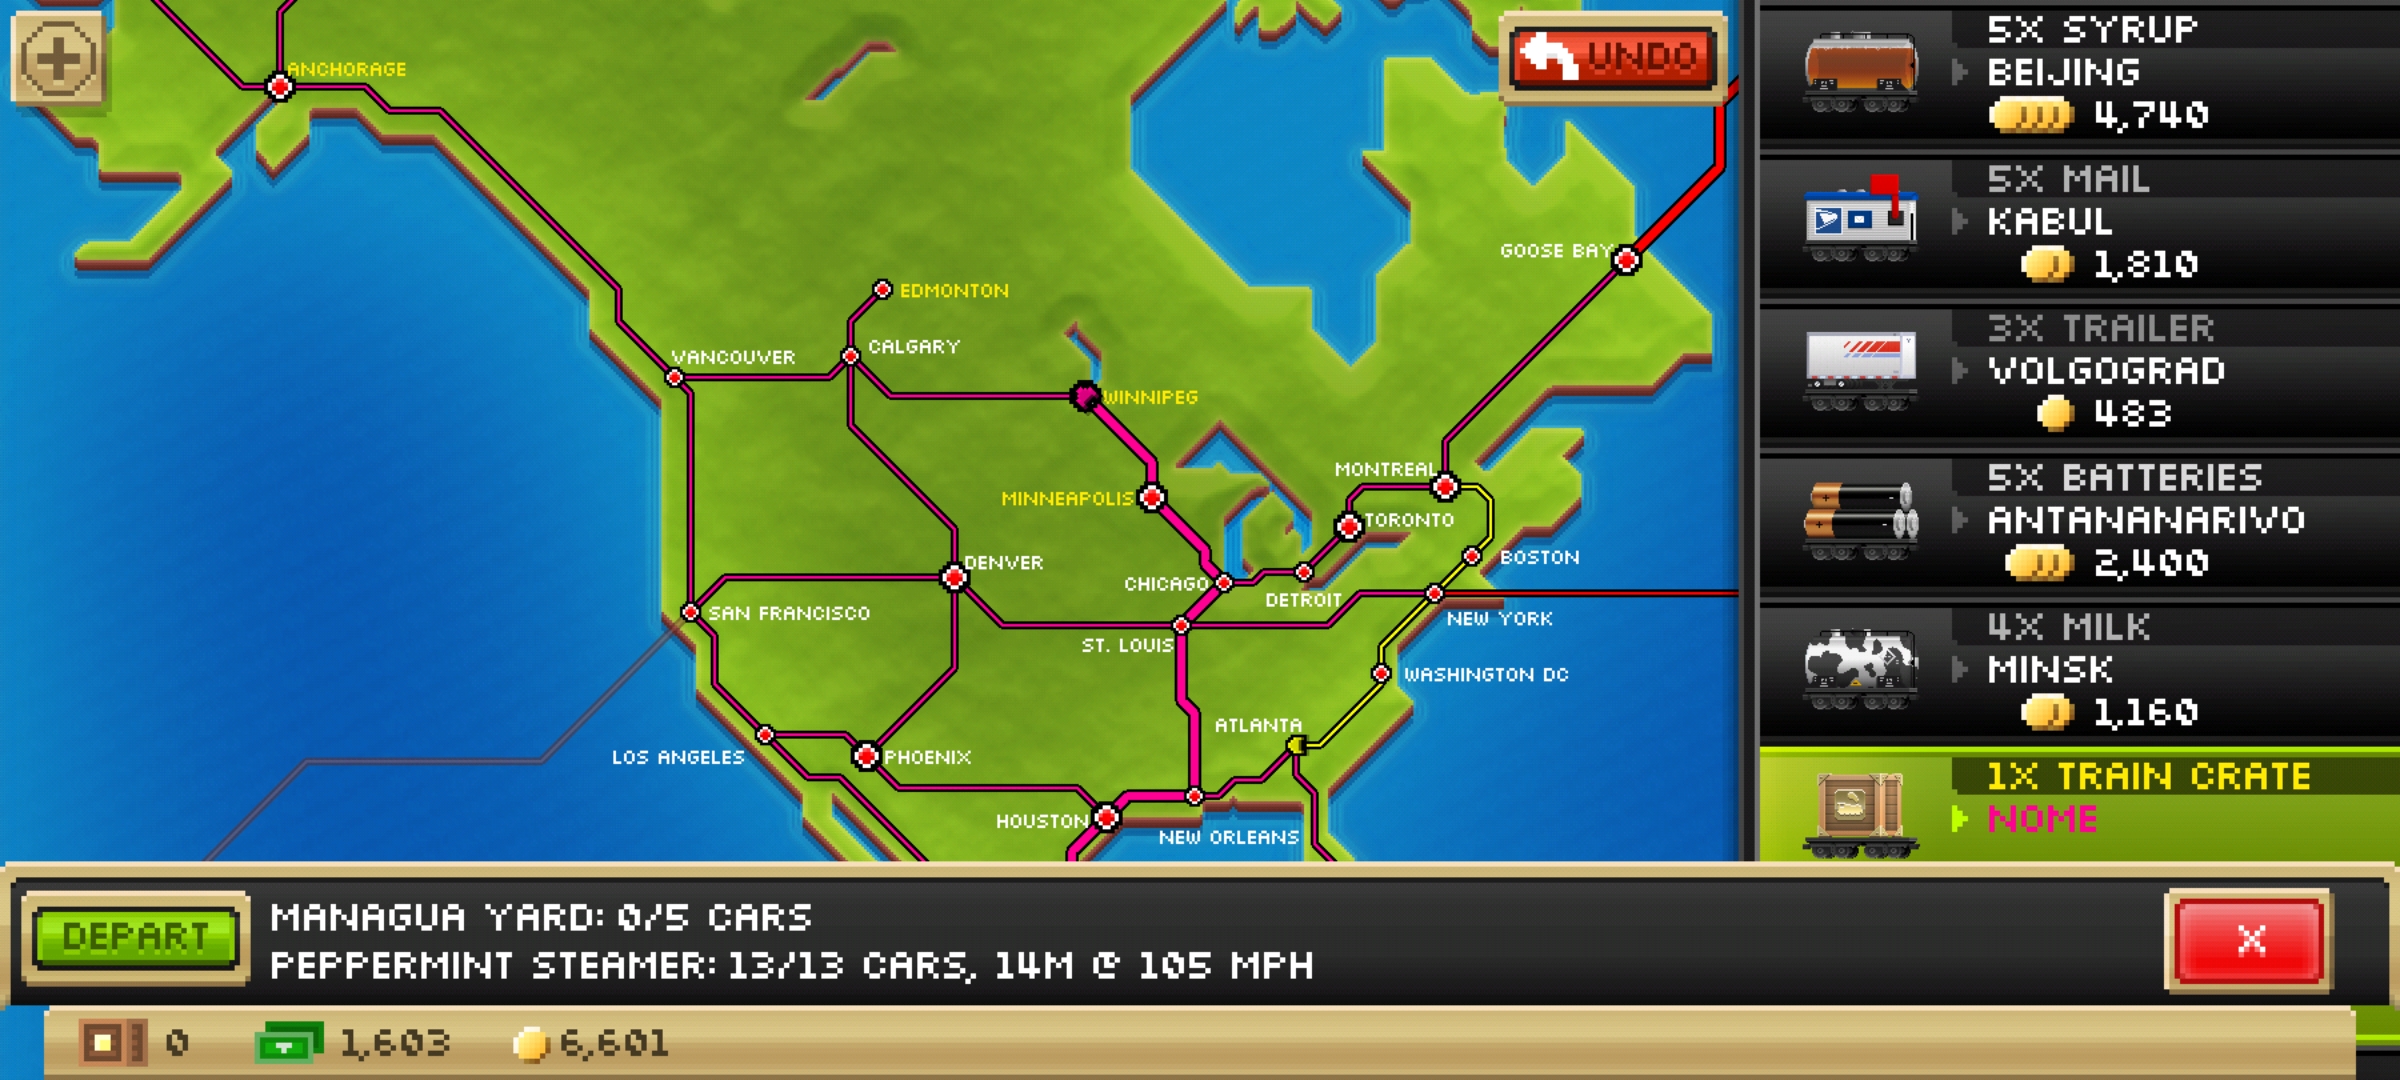 ANCHORAGE
UNDO
GOOSE BAY
EDMONTON
CALGARY
VANCOUVER
WINNIPEG
MONTREAL
MINNEAPOLIS
TORONTO
BOSTON
DENVER
CHICAGO
DETROIT
SAN FRANCISCO
NEW YORK
ST. LOUIS
WASHINGTON DC
ATLANTA
LOS ANGELES
PHOENIX
HOUSTON
NEW ORLEANS
5X SYRUP
BEIJING
4,740
5X MAIL
KABUL
1,810
3X TRAILER
VOLGOGRAD
483
5X BATTERIES
ANTANANARIVO
2,400
4X MILK
MINSK
1,160
1X TRAIN CRATE
NOME
DEPART
MANAGUA YARD: 0/5 CARS
PEPPERMINT STEAMER: 13/13 CARS, 14M @ 105 MPH
X
0
1,603
6,601